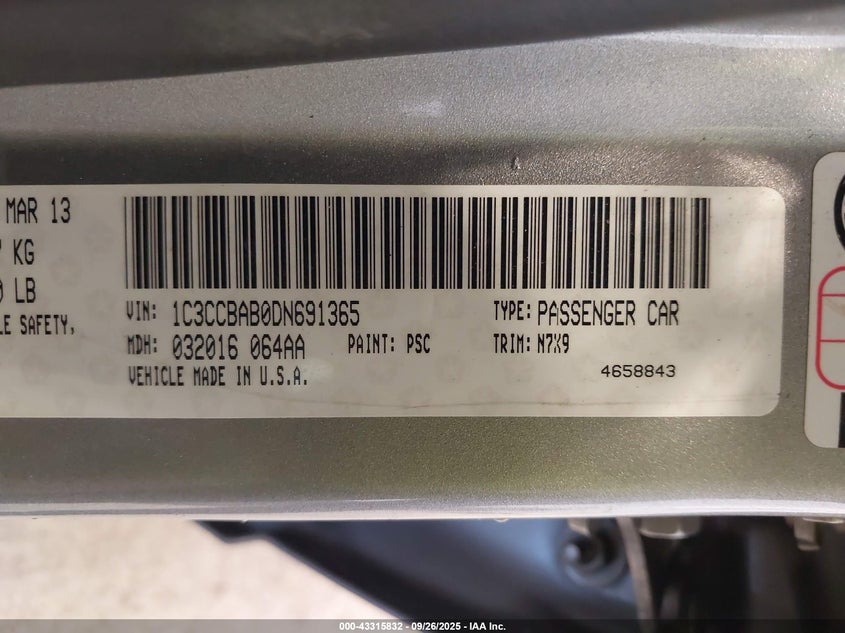 MAR 13
KG
LB
LE SAFETY,
VIN: 1C3CCBAB0DN691365 TYPE: PASSENGER CAR
MDH: 032016 064AA PAINT: PSC TRIM: N7X9
VEHICLE MADE IN U.S.A. 4658843
000-43315832 - 09/26/2025 - IAA Inc.